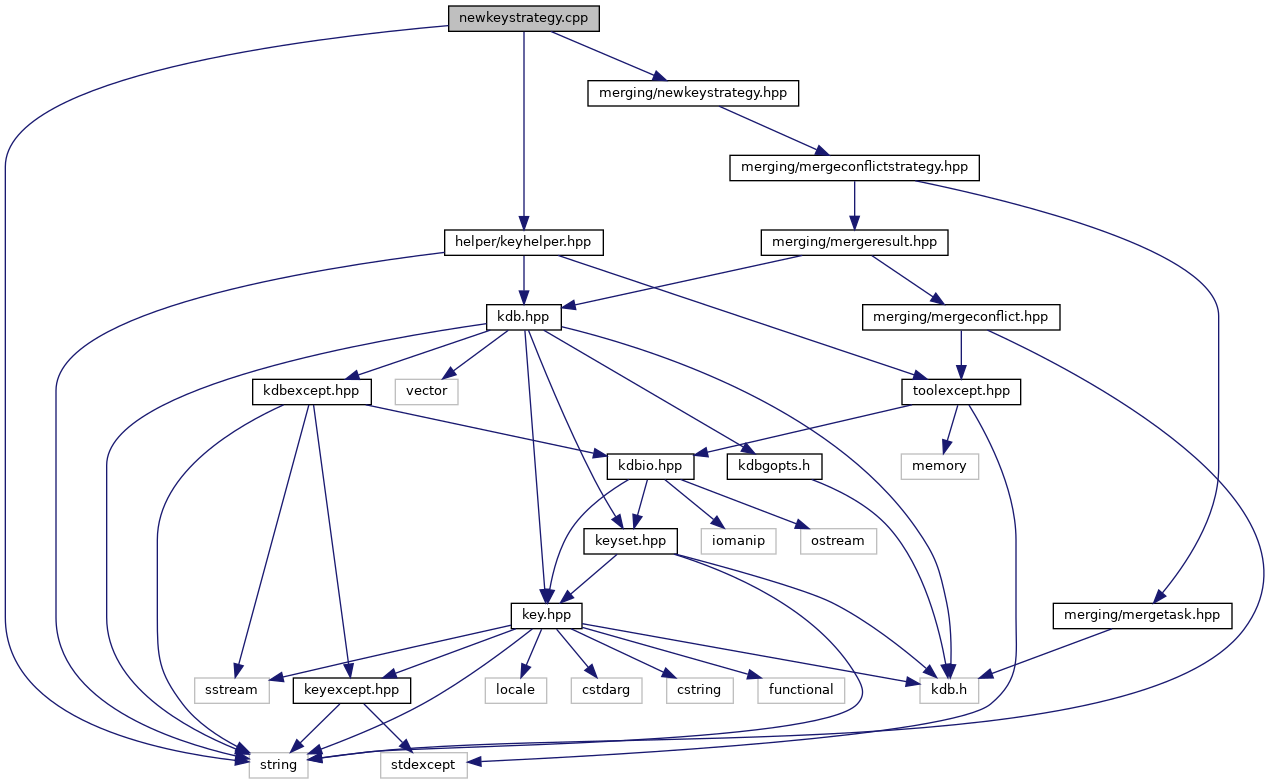 newkeystrategy.cpp
merging/newkeystrategy.hpp
merging/mergeconflictstrategy.hpp
helper/keyhelper.hpp
merging/mergeresult.hpp
kdb.hpp
merging/mergeconflict.hpp
kdbexcept.hpp
vector
toolexcept.hpp
kdbio.hpp
kdbgopts.h
memory
keyset.hpp
iomanip
ostream
key.hpp
merging/mergetask.hpp
sstream
keyexcept.hpp
locale
cstdarg
cstring
functional
kdb.h
string
stdexcept